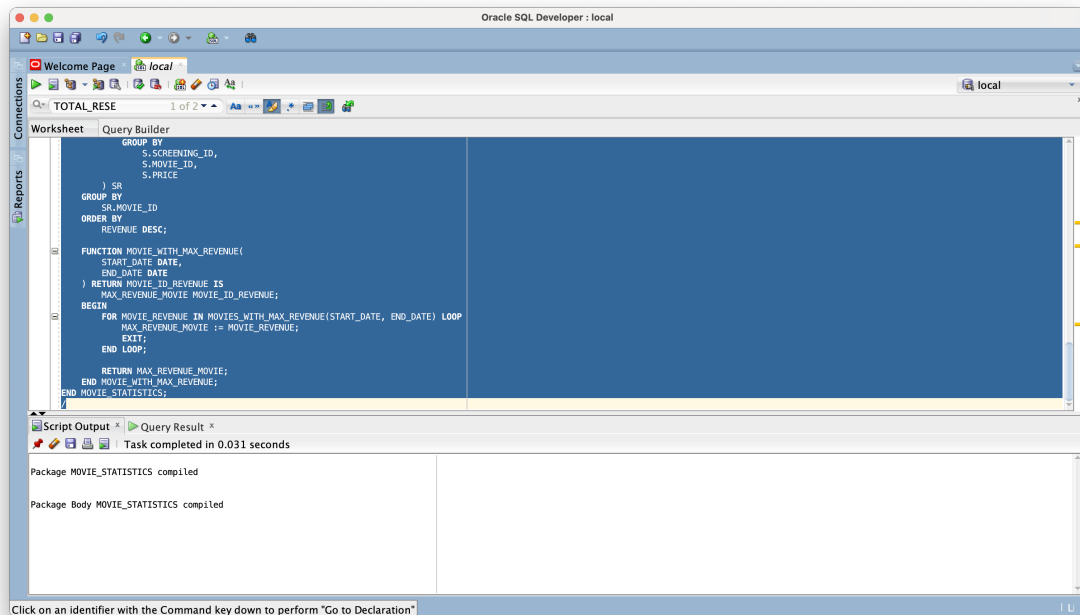 Oracle SQL Developer : local
Welcome Page
local
local
TOTAL_RESE 1 of 2
Aa
Connections
Reports
Worksheet Query Builder
GROUP BY
S.SCREENING_ID,
S.MOVIE_ID,
S.PRICE
) SR
GROUP BY
SR.MOVIE_ID
ORDER BY
REVENUE DESC;
FUNCTION MOVIE_WITH_MAX_REVENUE(
START_DATE DATE,
END_DATE DATE
) RETURN MOVIE_ID_REVENUE IS
MAX_REVENUE_MOVIE MOVIE_ID_REVENUE;
BEGIN
FOR MOVIE_REVENUE IN MOVIES_WITH_MAX_REVENUE(START_DATE, END_DATE) LOOP
MAX_REVENUE_MOVIE := MOVIE_REVENUE;
EXIT;
END LOOP;
RETURN MAX_REVENUE_MOVIE;
END MOVIE_WITH_MAX_REVENUE;
END MOVIE_STATISTICS;
/
Script Output × Query Result ×
Task completed in 0.031 seconds
Package MOVIE_STATISTICS compiled
Package Body MOVIE_STATISTICS compiled
Click on an identifier with the Command key down to perform "Go to Declaration"